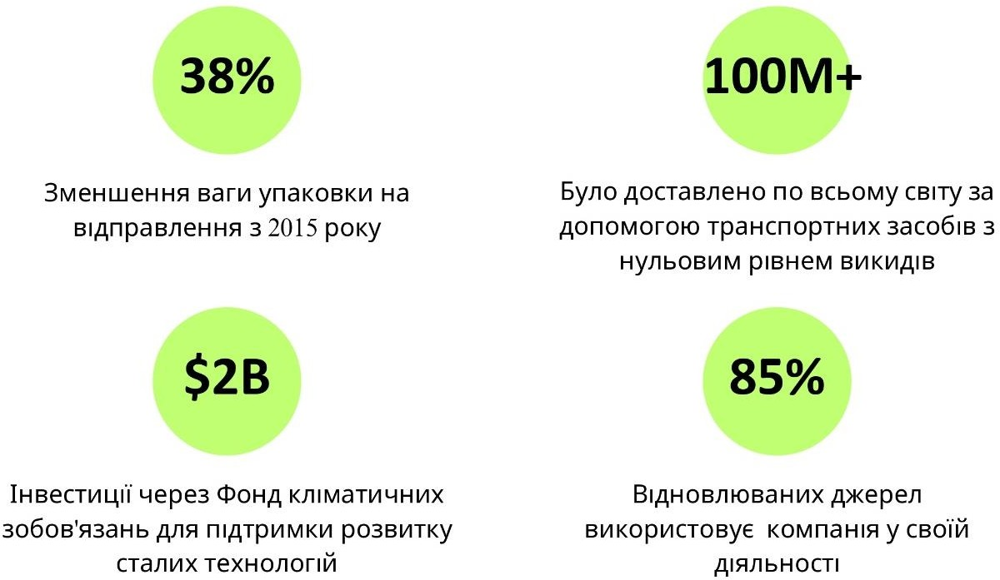 38%
Зменшення ваги упаковки на
відправлення з 2015 року
100M+
Було доставлено по всьому світу за
допомогою транспортних засобів з
нульовим рівнем викидів
$2B
Інвестиції через Фонд кліматичних
зобов'язань для підтримки розвитку
сталих технологій
85%
Відновлюваних джерел
використовує компанія у своїй
діяльності